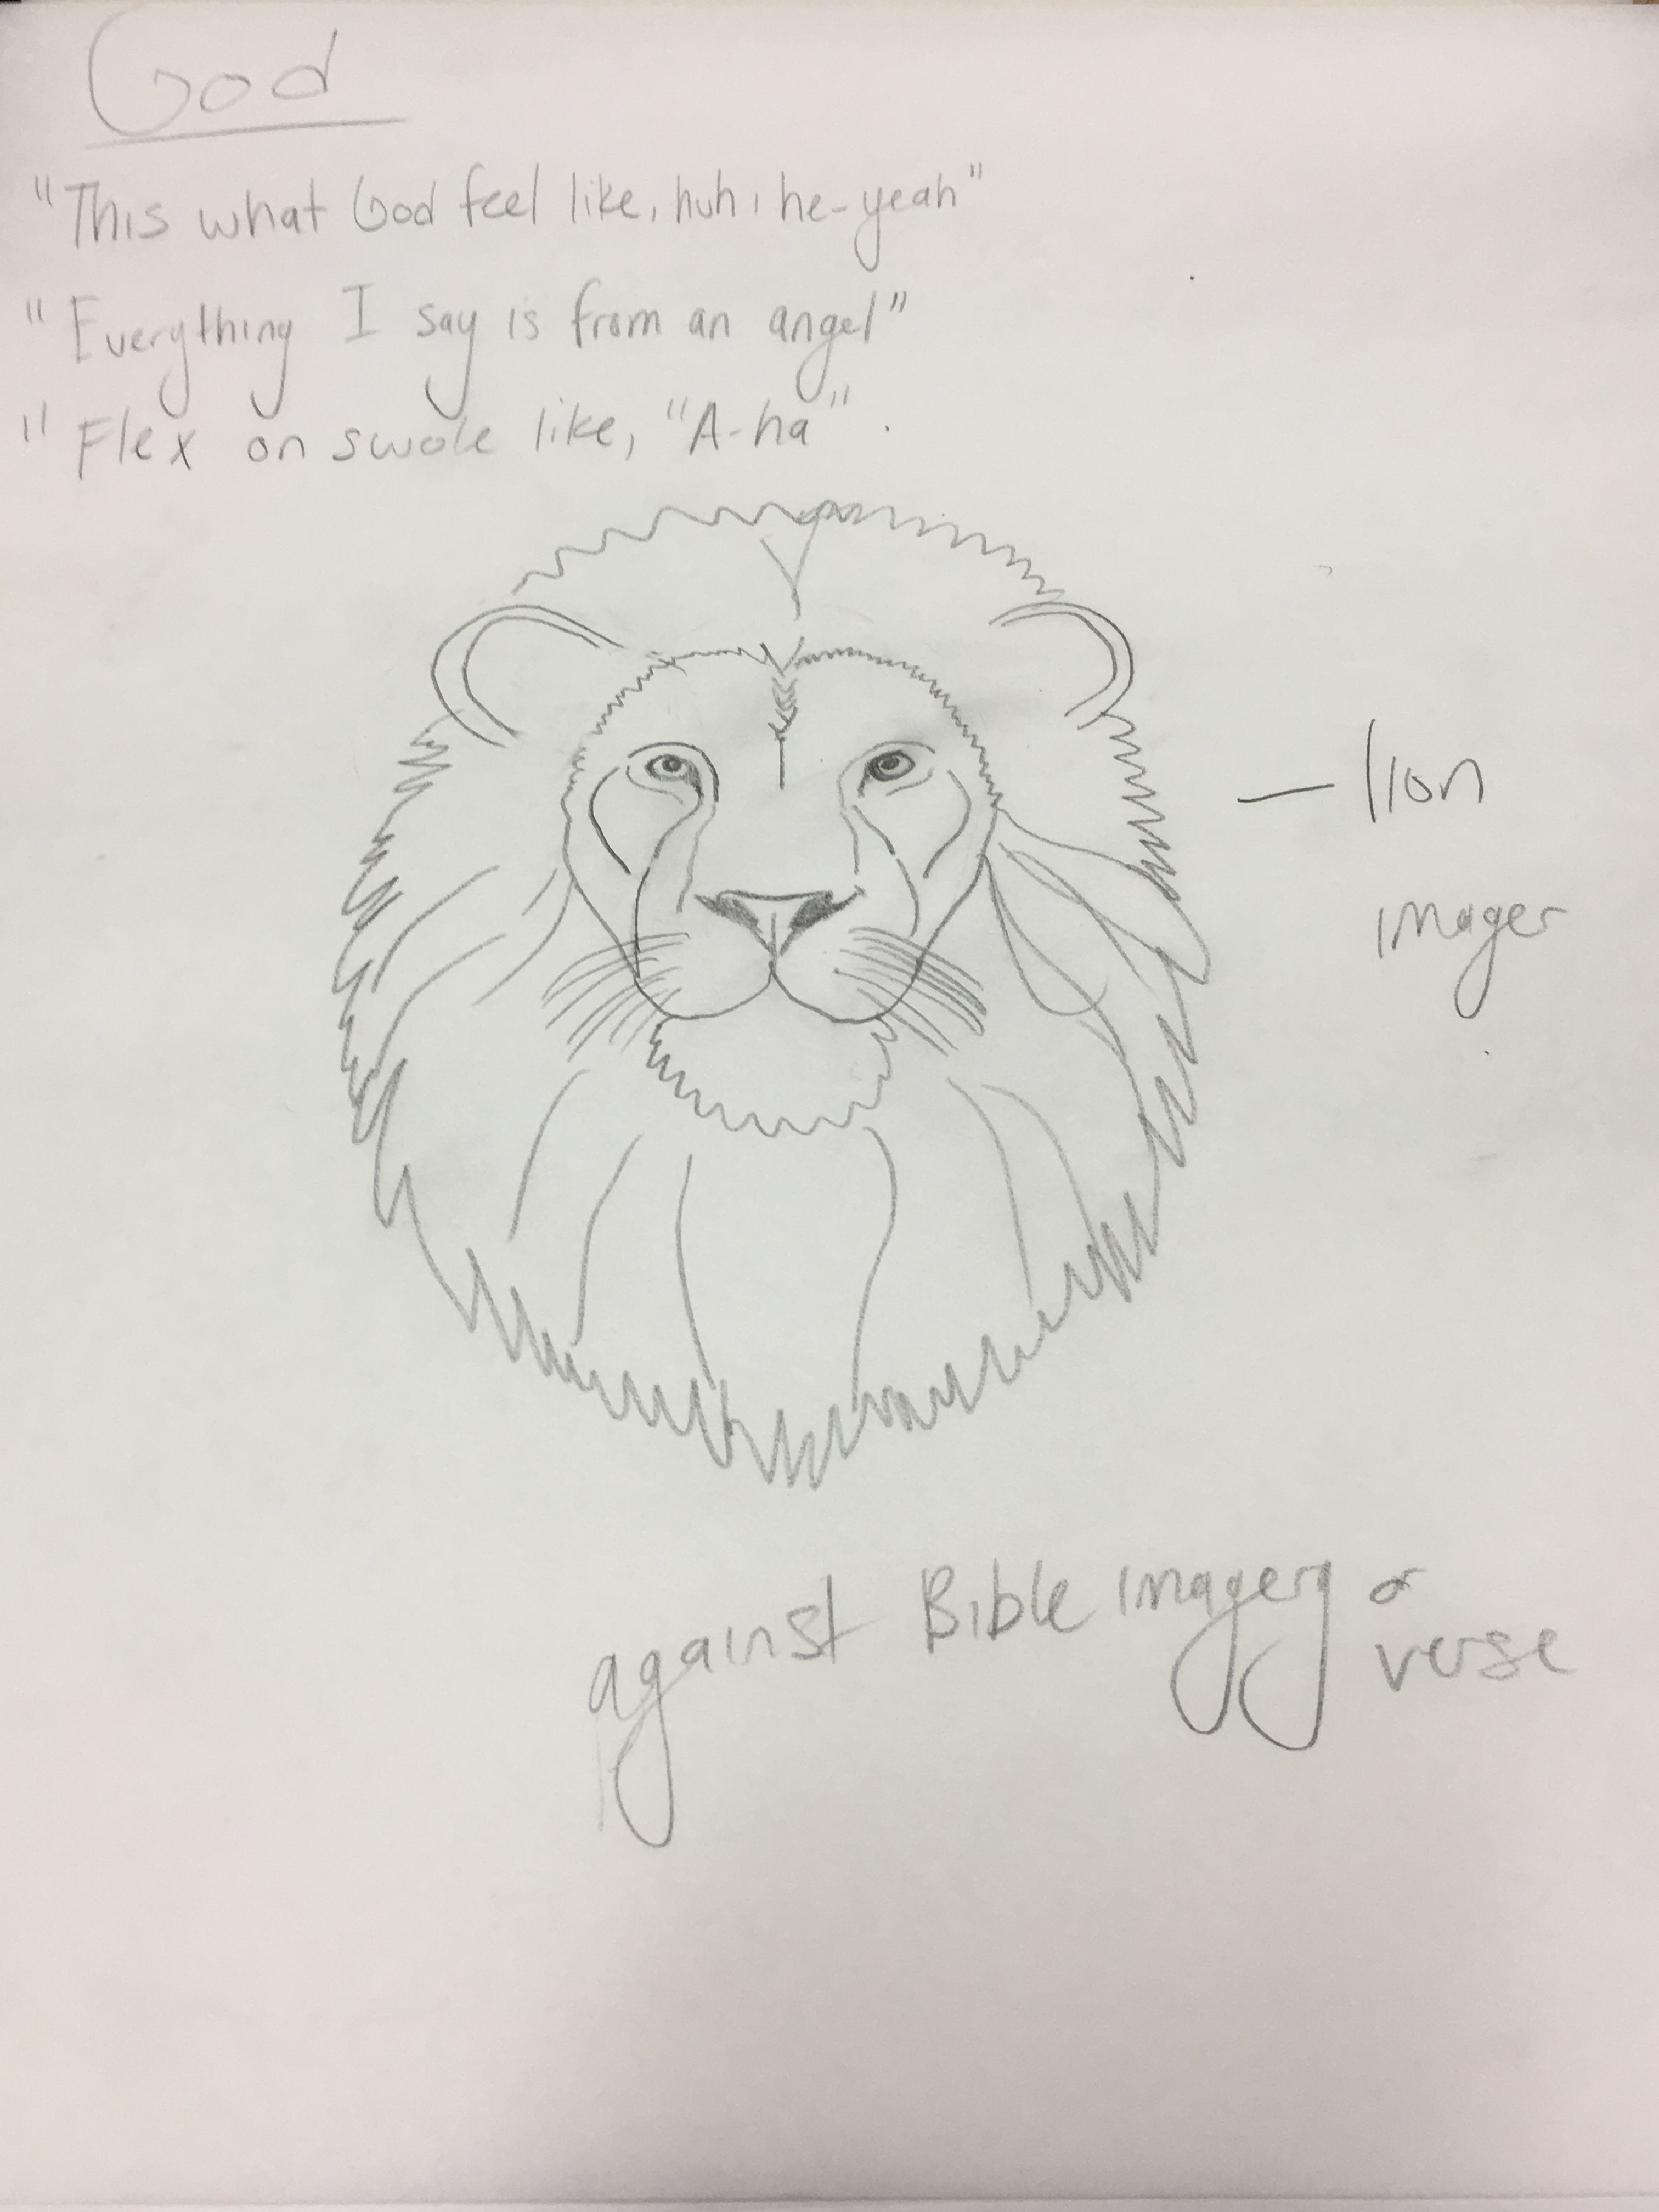 God
"This what God feel like, huh, he-yeah"
"Everything I say is from an angel"
"Flex on swole like, "A-ha".
— lion
imager
against Bible imagery or
verse